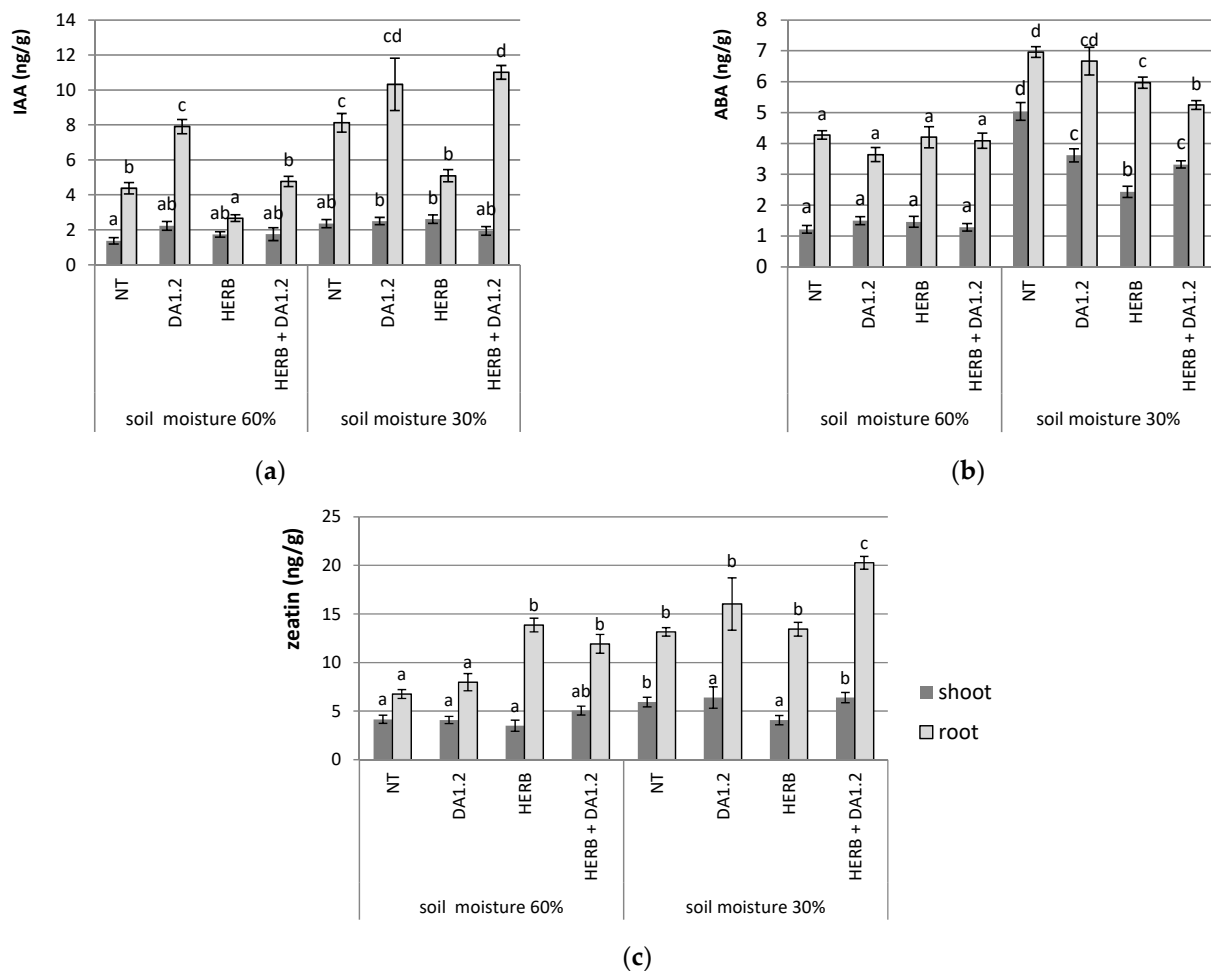 IAA (ng/g)
14
12
10
8
6
4
2
0
a
b
ab
c
ab
a
ab
b
ab
c
b
cd
b
b
ab
d
NT
DA1.2
HERB
HERB + DA1.2
NT
DA1.2
HERB
HERB + DA1.2
soil moisture 60%
soil moisture 30%
(a)
ABA (ng/g)
8
7
6
5
4
3
2
1
0
a
a
a
a
a
a
a
a
d
d
c
cd
b
c
c
b
NT
DA1.2
HERB
HERB + DA1.2
NT
DA1.2
HERB
HERB + DA1.2
soil moisture 60%
soil moisture 30%
(b)
zeatin (ng/g)
25
20
15
10
5
0
a
a
a
a
a
b
ab
b
b
b
a
b
a
b
b
c
NT
DA1.2
HERB
HERB + DA1.2
NT
DA1.2
HERB
HERB + DA1.2
soil moisture 60%
soil moisture 30%
shoot
root
(c)